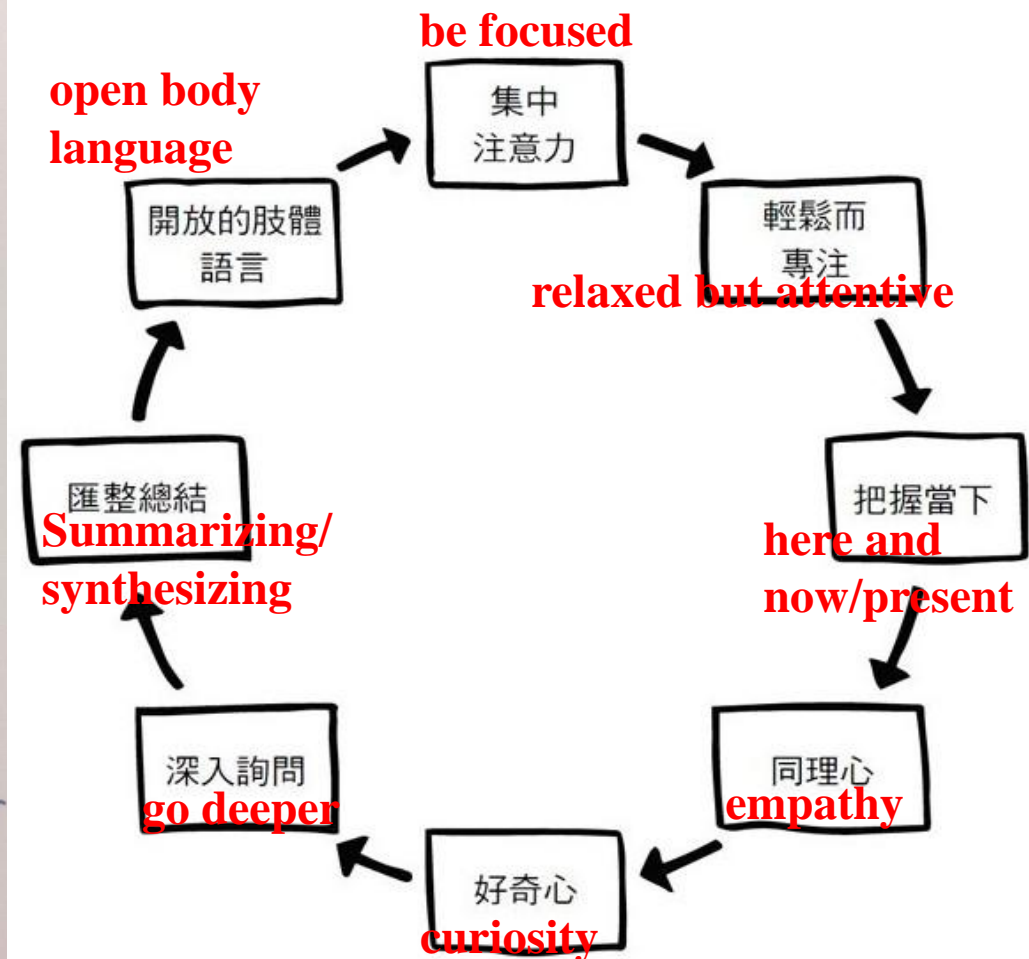 be focused
集中
注意力
open body
language
開放的肢體
語言
輕鬆而
專注
relaxed but attentive
把握當下
here and
now/present
同理心
empathy
好奇心
curiosity
深入詢問
go deeper
匯整總結
Summarizing/
synthesizing